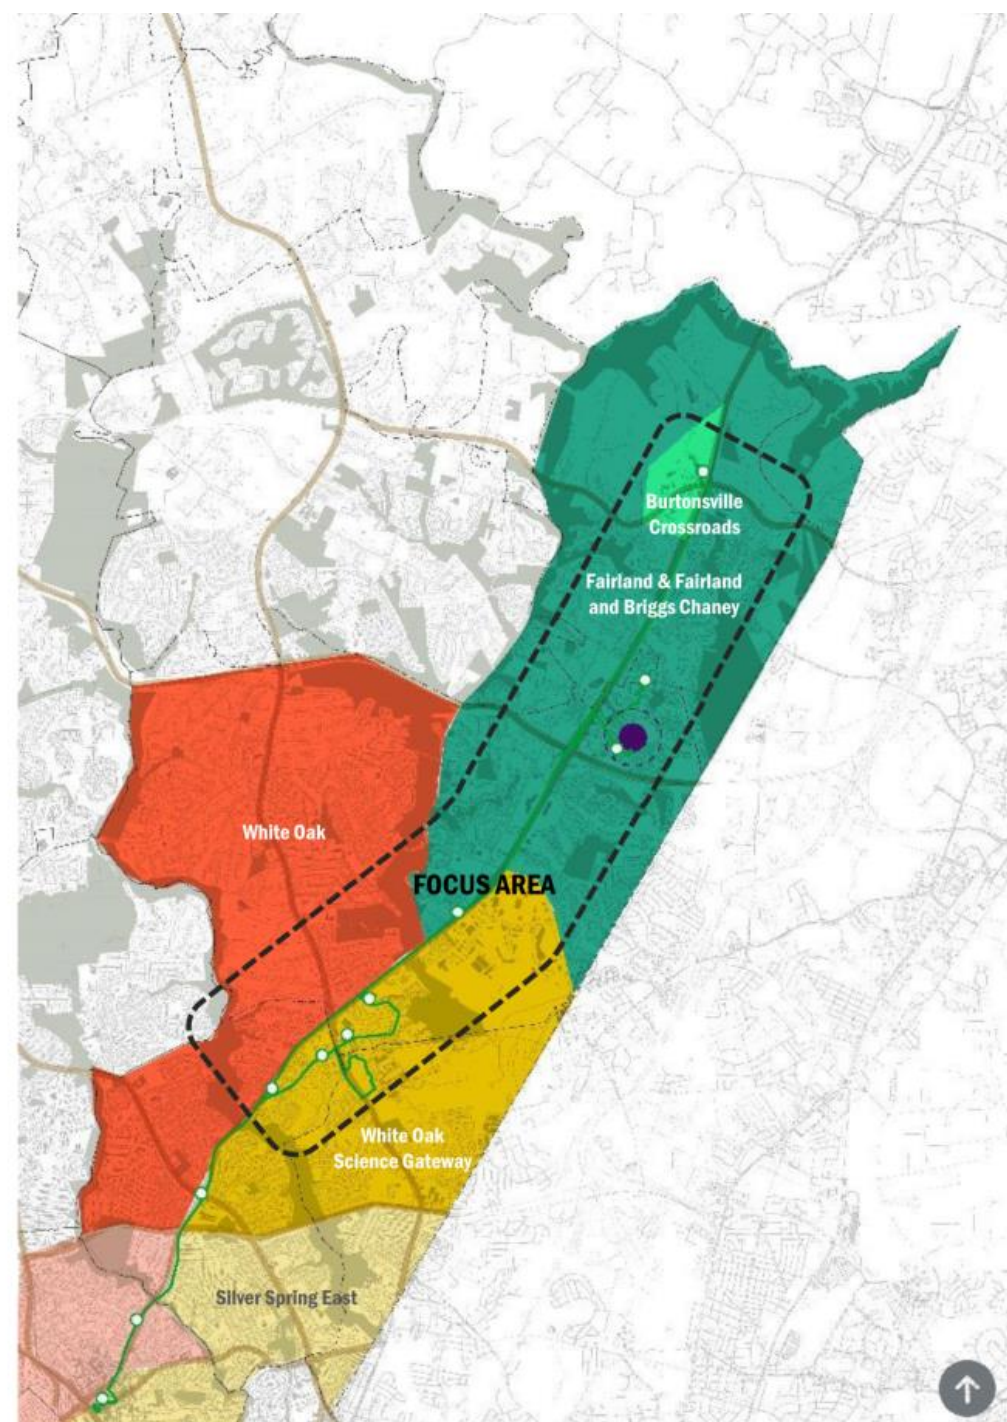 Burtonsville
Crossroads
Fairland & Fairland
and Briggs Chaney
White Oak
FOCUS AREA
White Oak
Science Gateway
Silver Spring East